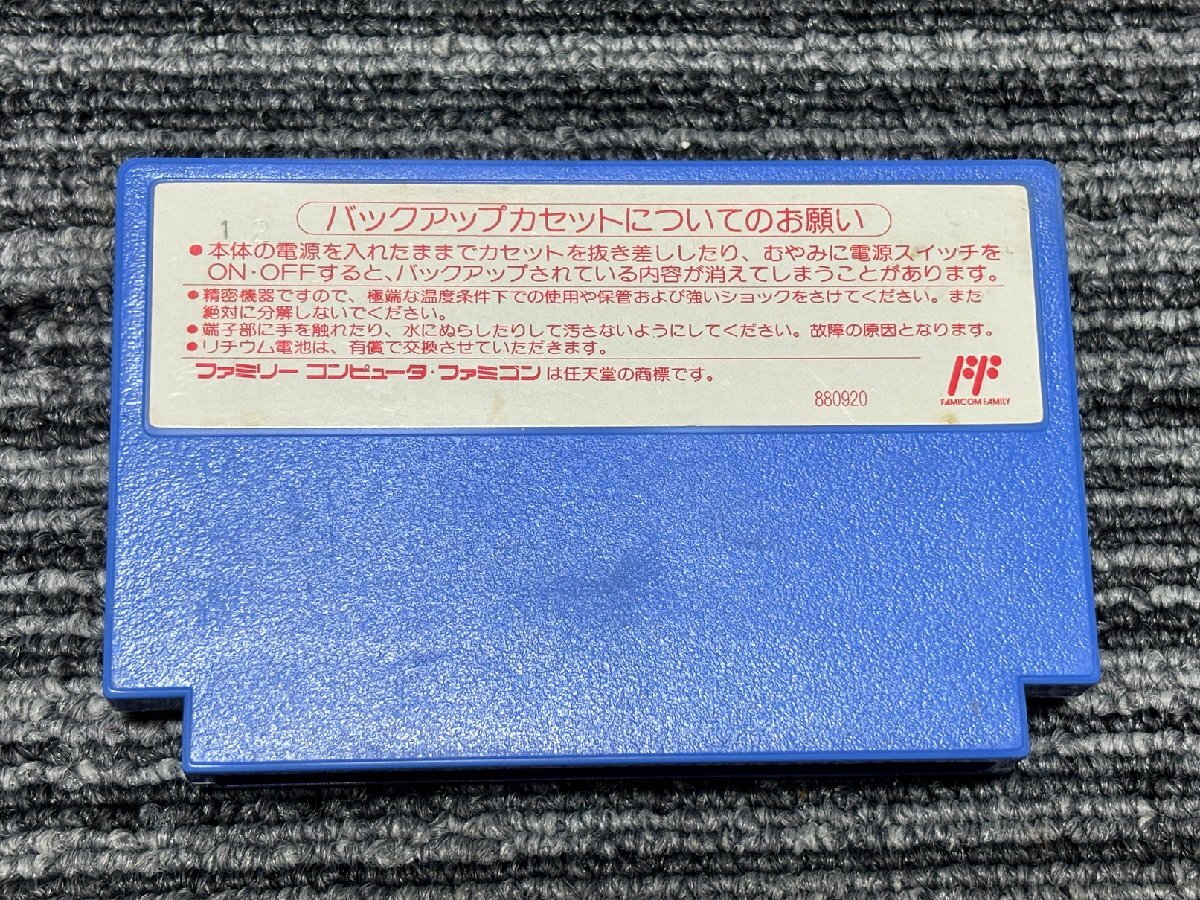 バックアップカセットについてのお願い
1 2
●本体の電源を入れたままでカセットを抜き差ししたり、むやみに電源スイッチを
ON・OFFすると、バックアップされている内容が消えてしまうことがあります。
●精密機器ですので、極端な温度条件下での使用や保管および強いショックをさけてください。また
絶対に分解しないでください。
●端子部に手を触れたり、水にぬらしたりして汚さないようにしてください。故障の原因となります。
●リチウム電池は、有償で交換させていただきます。
ファミリー コンピュータ・ファミコン は任天堂の商標です。
880920
FAMICOM FAMILY